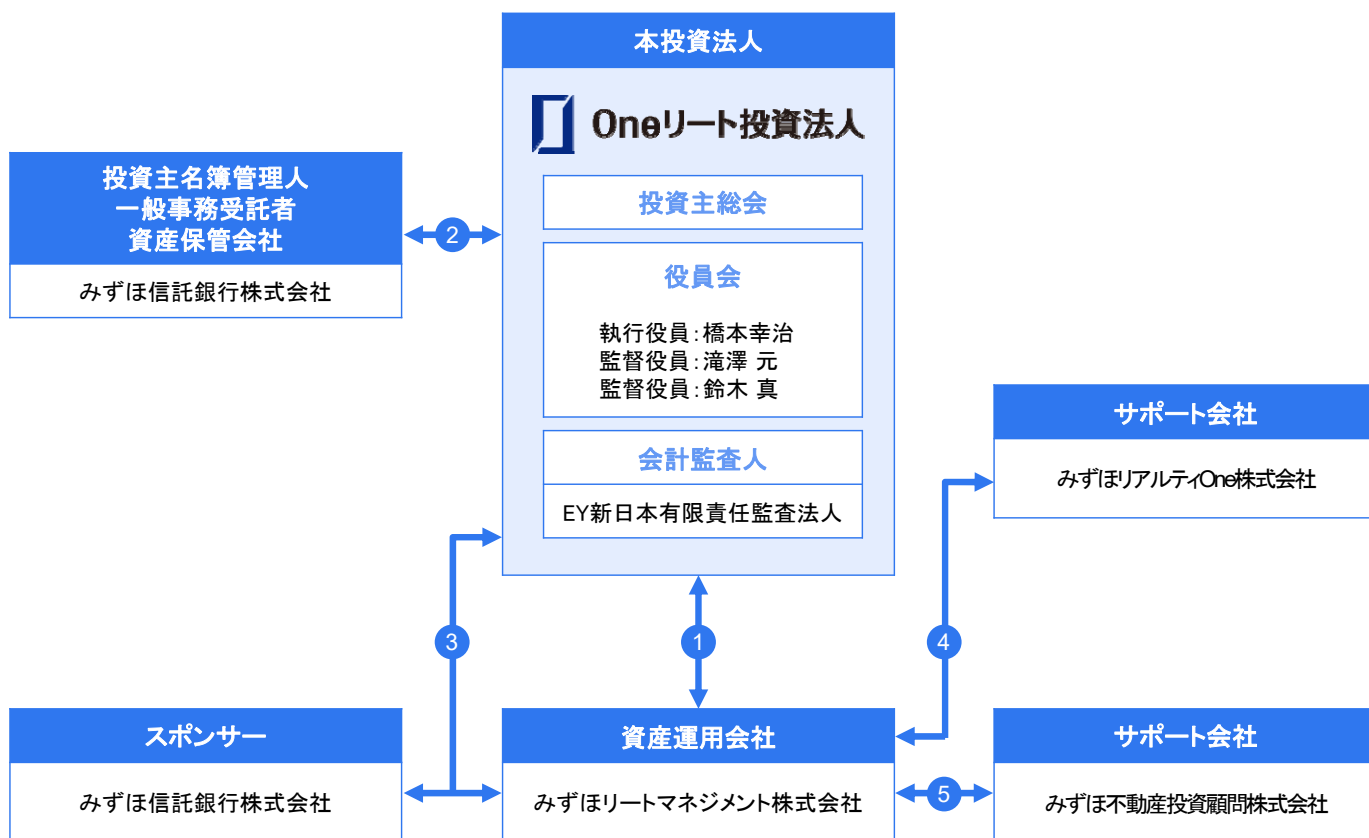 本投資法人
Oneリート投資法人
投資主総会
役員会
執行役員：橋本幸治
監督役員：滝澤 元
監督役員：鈴木 真
会計監査人
EY新日本有限責任監査法人
投資主名簿管理人
一般事務受託者
資産保管会社
みずほ信託銀行株式会社
2
サポート会社
みずほリアルティOne株式会社
3
1
4
スポンサー
みずほ信託銀行株式会社
資産運用会社
みずほリートマネジメント株式会社
5
サポート会社
みずほ不動産投資顧問株式会社